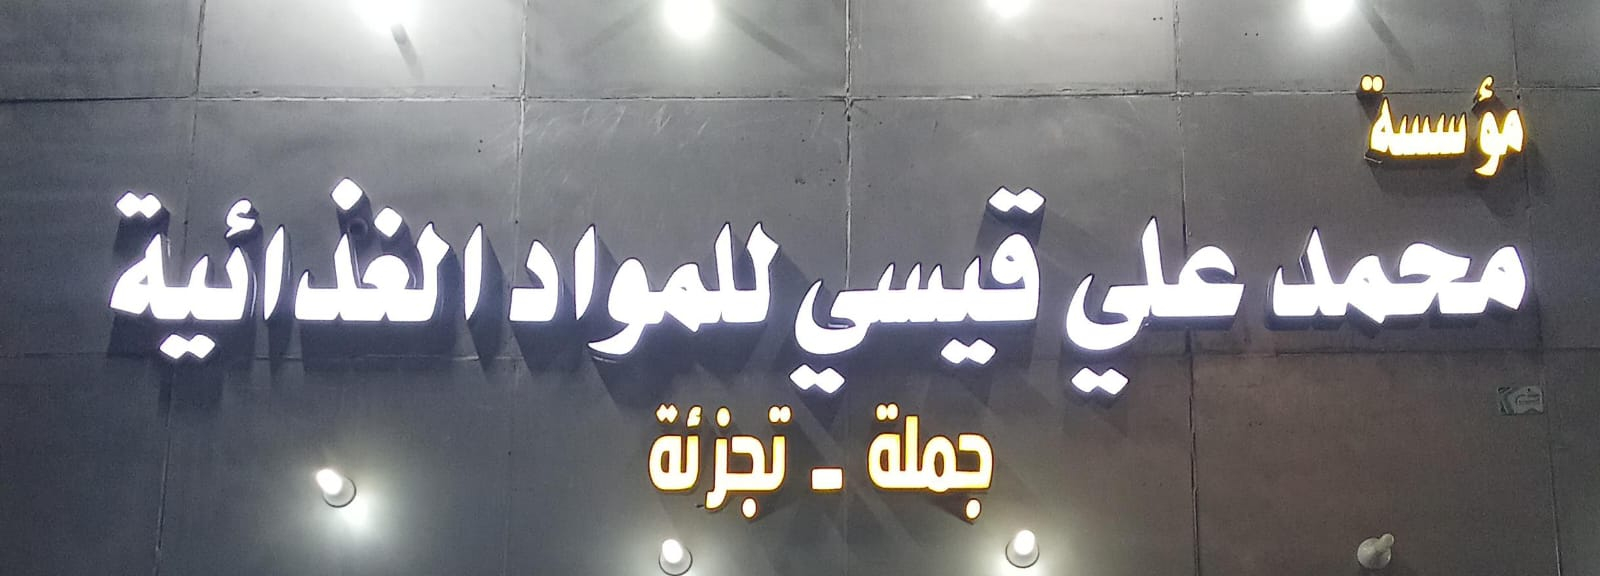 مؤسسة
محمد علي قيسي للمواد الغذائية
جملة - تجزئة